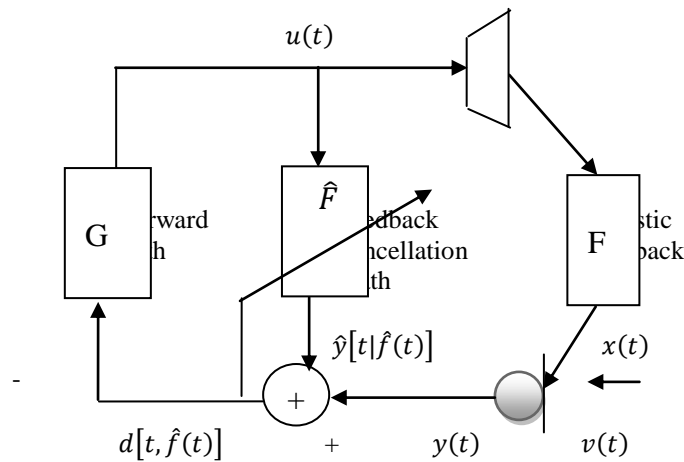 u(t)
F̂
G
rward
h
edback
ncellation
th
F
stic
back
ŷ[t|f̂(t)]
x(t)
-
+
d[t, f̂(t)]
+
y(t)
v(t)